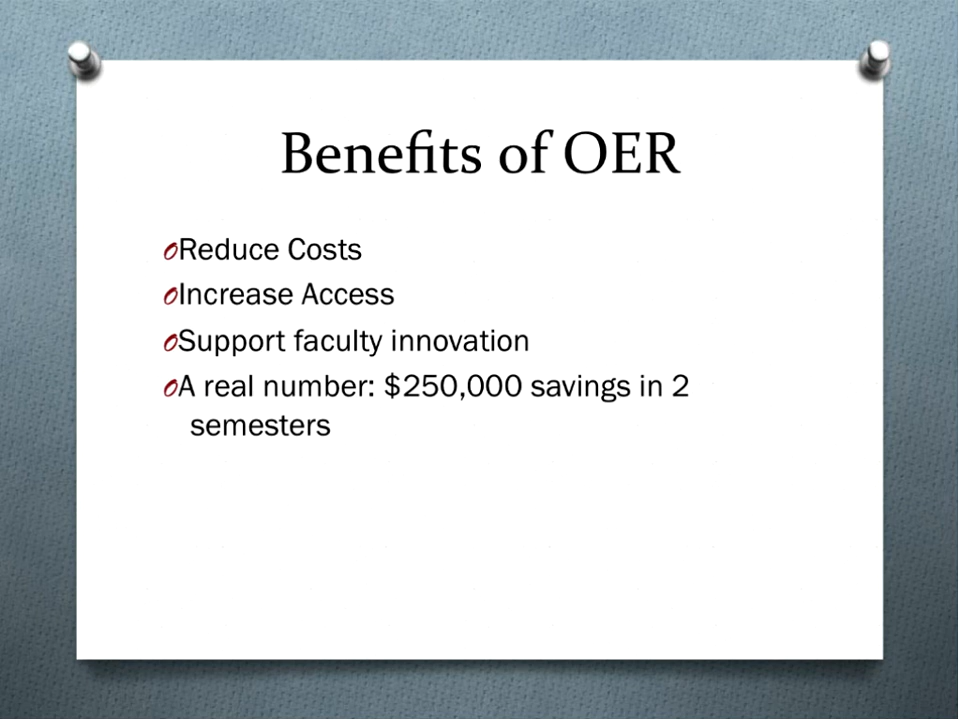 Benefits of OER
Reduce Costs
Increase Access
Support faculty innovation
A real number: $250,000 savings in 2
semesters